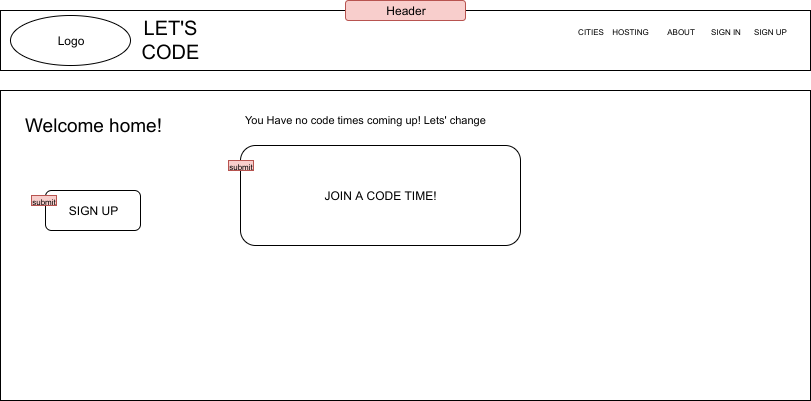 Header
Logo
LET'S
CODE
CITIES HOSTING ABOUT SIGN IN SIGN UP
Welcome home!
You Have no code times coming up! Lets' change
submit
JOIN A CODE TIME!
submit
SIGN UP